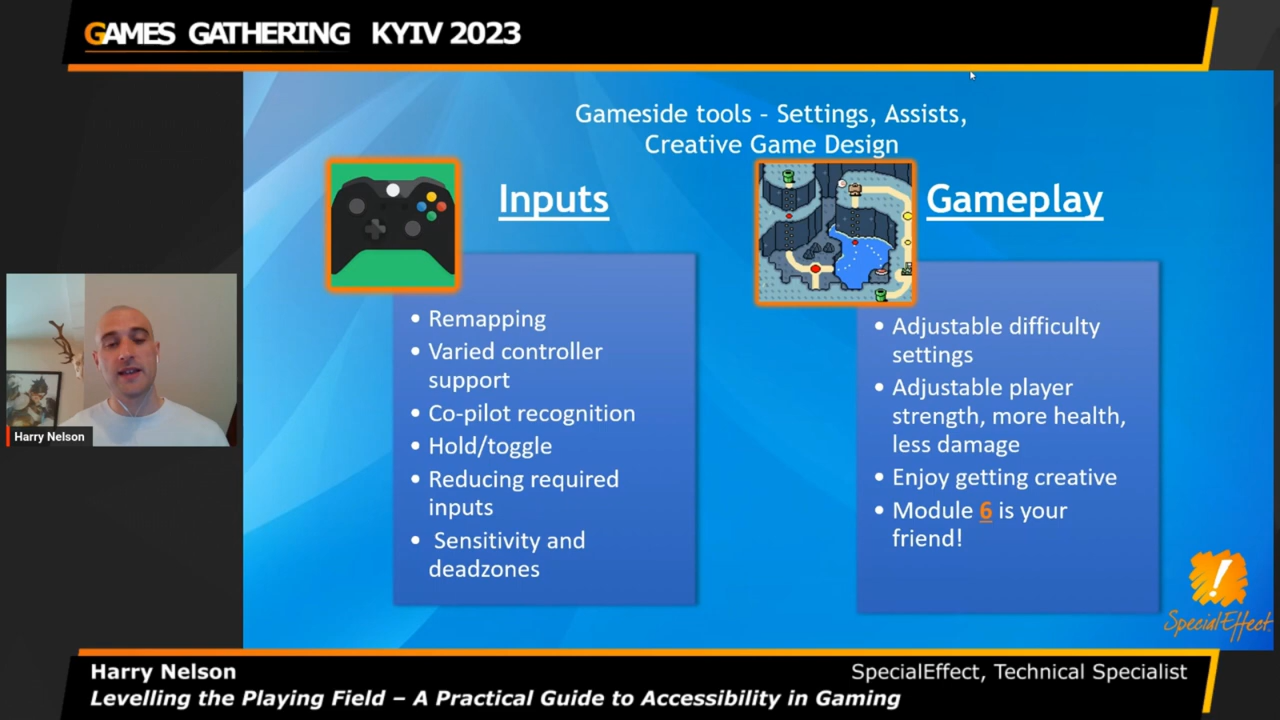 GAMES GATHERING KYIV 2023
Gameside tools - Settings, Assists,
Creative Game Design
Inputs
• Remapping
• Varied controller
support
• Co-pilot recognition
• Hold/toggle
• Reducing required
inputs
• Sensitivity and
deadzones
Gameplay
• Adjustable difficulty
settings
• Adjustable player
strength, more health,
less damage
• Enjoy getting creative
• Module 6 is your
friend!
Harry Nelson
SpecialEffect
Harry Nelson
SpecialEffect, Technical Specialist
Levelling the Playing Field – A Practical Guide to Accessibility in Gaming